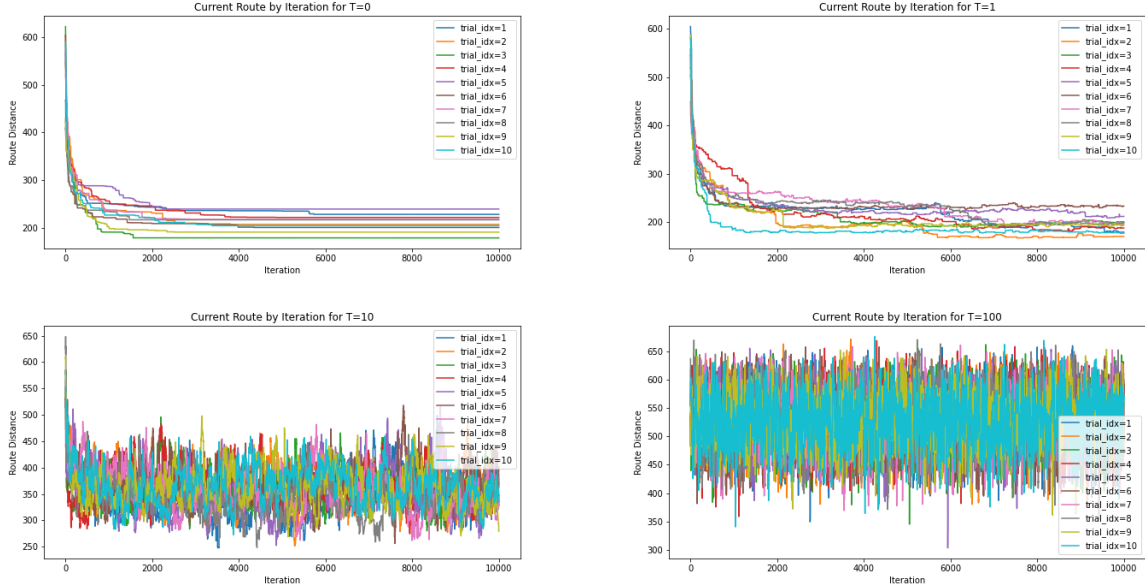 Current Route by Iteration for T=0
Route Distance
600
500
400
300
200
0
2000
4000
6000
8000
10000
Iteration
trial_idx=1
trial_idx=2
trial_idx=3
trial_idx=4
trial_idx=5
trial_idx=6
trial_idx=7
trial_idx=8
trial_idx=9
trial_idx=10
Current Route by Iteration for T=1
Route Distance
600
500
400
300
200
0
2000
4000
6000
8000
10000
Iteration
trial_idx=1
trial_idx=2
trial_idx=3
trial_idx=4
trial_idx=5
trial_idx=6
trial_idx=7
trial_idx=8
trial_idx=9
trial_idx=10
Current Route by Iteration for T=10
Route Distance
650
600
550
500
450
400
350
300
250
0
2000
4000
6000
8000
10000
Iteration
trial_idx=1
trial_idx=2
trial_idx=3
trial_idx=4
trial_idx=5
trial_idx=6
trial_idx=7
trial_idx=8
trial_idx=9
trial_idx=10
Current Route by Iteration for T=100
Route Distance
650
600
550
500
450
400
350
300
0
2000
4000
6000
8000
10000
Iteration
trial_idx=1
trial_idx=2
trial_idx=3
trial_idx=4
trial_idx=5
trial_idx=6
trial_idx=7
trial_idx=8
trial_idx=9
trial_idx=10